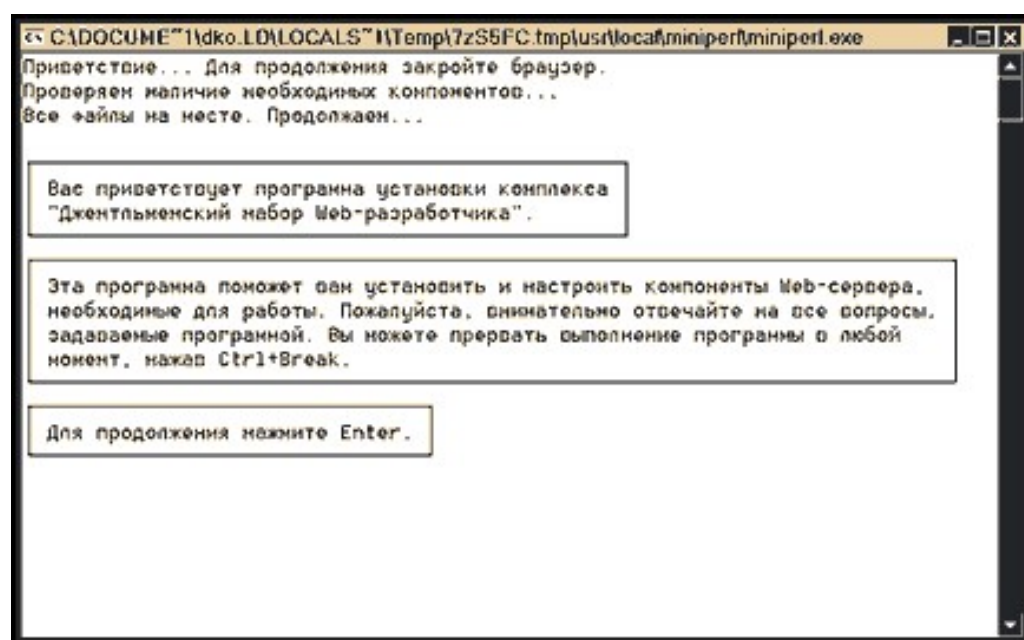 C:\DOCUME~1\dko.LD\LOCALS~1\Temp\7zS5FC.tmp\usr\local\miniperl\miniperl.exe
Приветствие... Для продолжения закройте браузер.
Проверяем наличие необходимых компонентов...
Все файлы на месте. Продолжаем...
Вас приветствует программа установки комплекса
"Джентльменский набор Web-разработчика".
Эта программа поможет вам установить и настроить компоненты Web-сервера,
необходимые для работы. Пожалуйста, внимательно отвечайте на все вопросы,
задаваемые программой. Вы можете прервать выполнение программы в любой
момент, нажав Ctrl+Break.
Для продолжения нажмите Enter.